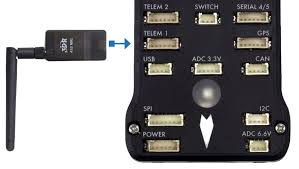 TELEM 2 SWITCH SERIAL 4/5
TELEM 1 GPS
USB ADC 3.3V CAN
SPI I2C
POWER ADC 6.6V
3DR